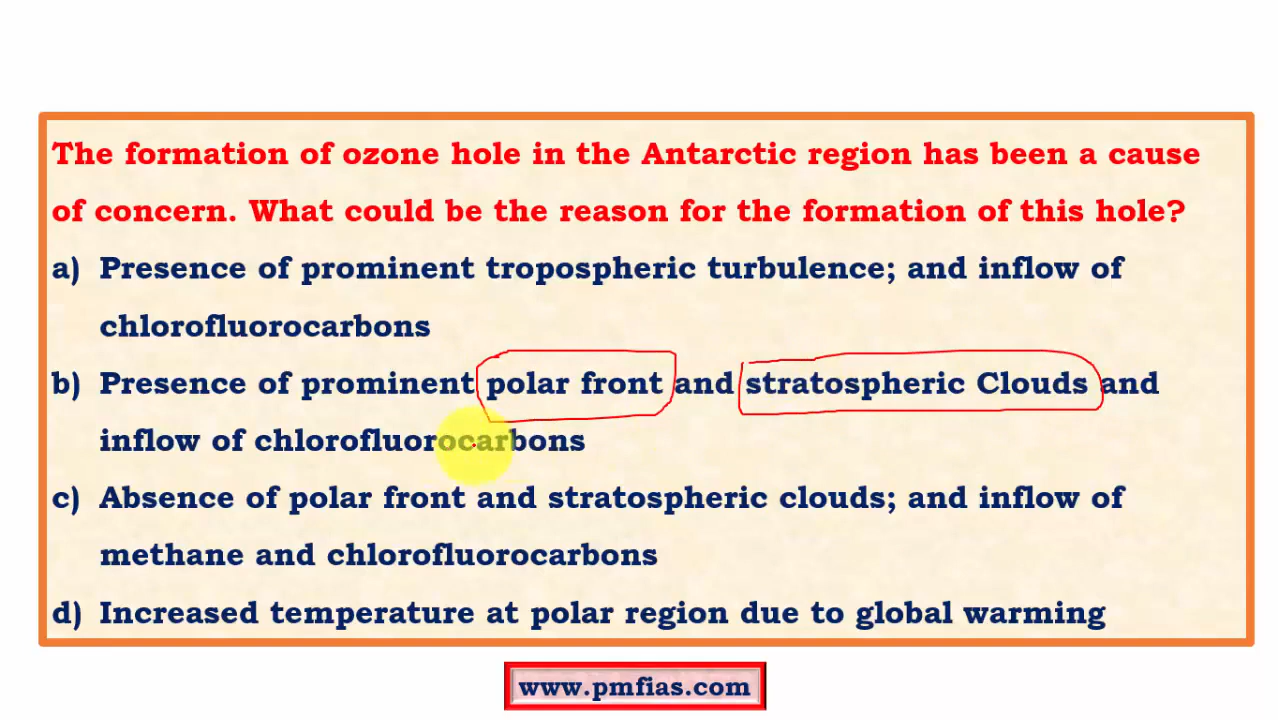 The formation of ozone hole in the Antarctic region has been a cause
of concern. What could be the reason for the formation of this hole?
a) Presence of prominent tropospheric turbulence; and inflow of
chlorofluorocarbons
b) Presence of prominent polar front and stratospheric Clouds and
inflow of chlorofluorocarbons
c) Absence of polar front and stratospheric clouds; and inflow of
methane and chlorofluorocarbons
d) Increased temperature at polar region due to global warming
www.pmfias.com